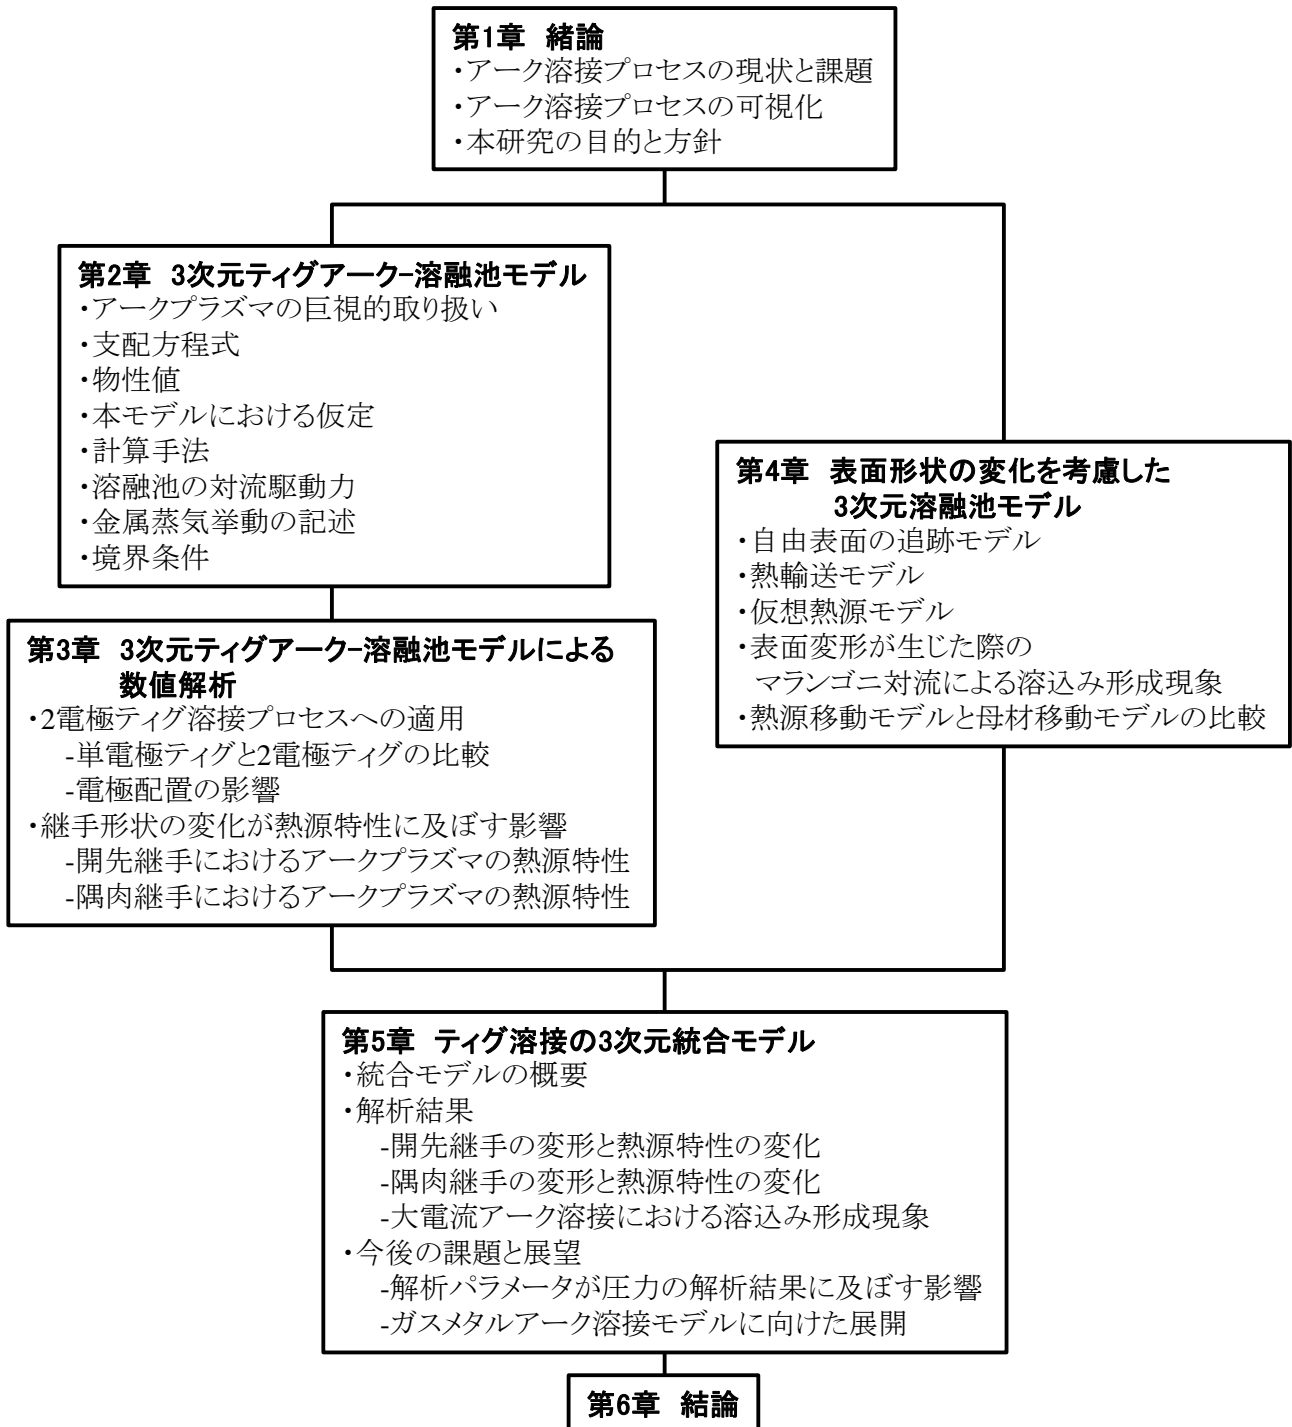 第1章 緒論
・アーク溶接プロセスの現状と課題
・アーク溶接プロセスの可視化
・本研究の目的と方針
第2章 3次元ティグアーク-溶融池モデル
・アークプラズマの巨視的取り扱い
・支配方程式
・物性値
・本モデルにおける仮定
・計算手法
・溶融池の対流駆動力
・金属蒸気挙動の記述
・境界条件
第3章 3次元ティグアーク-溶融池モデルによる
数値解析
・2電極ティグ溶接プロセスへの適用
-単電極ティグと2電極ティグの比較
-電極配置の影響
・継手形状の変化が熱源特性に及ぼす影響
-開先継手におけるアークプラズマの熱源特性
-隅肉継手におけるアークプラズマの熱源特性
第4章 表面形状の変化を考慮した
3次元溶融池モデル
・自由表面の追跡モデル
・熱輸送モデル
・仮想熱源モデル
・表面変形が生じた際の
マランゴニ対流による溶込み形成現象
・熱源移動モデルと母材移動モデルの比較
第5章 ティグ溶接の3次元統合モデル
・統合モデルの概要
・解析結果
-開先継手の変形と熱源特性の変化
-隅肉継手の変形と熱源特性の変化
-大電流アーク溶接における溶込み形成現象
・今後の課題と展望
-解析パラメータが圧力の解析結果に及ぼす影響
-ガスメタルアーク溶接モデルに向けた展開
第6章 結論